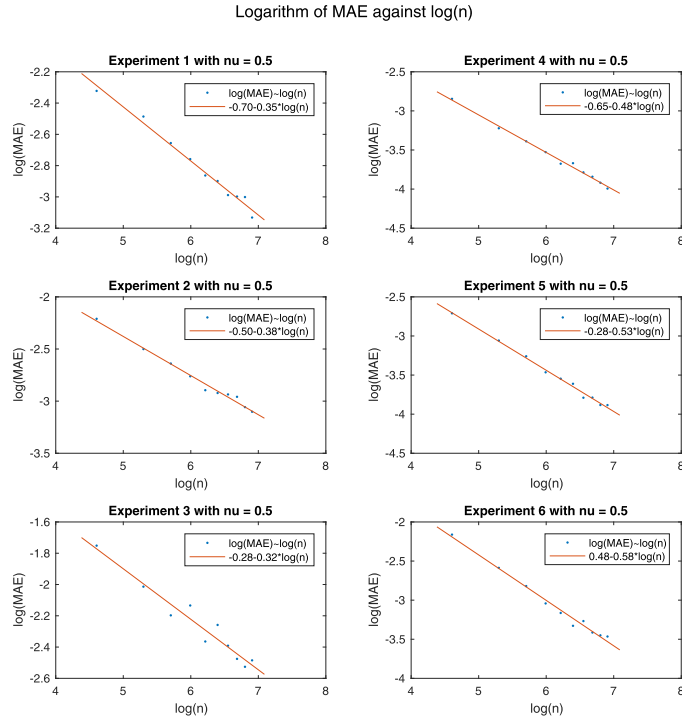 Logarithm of MAE against log(n)
Experiment 1 with nu = 0.5
-2.2
-2.4
-2.6
-2.8
-3
-3.2
log(MAE)
4 5 6 7 8
log(n)
log(MAE)~log(n)
-0.70-0.35*log(n)
Experiment 4 with nu = 0.5
-2.5
-3
-3.5
-4
-4.5
log(MAE)
4 5 6 7 8
log(n)
log(MAE)~log(n)
-0.65-0.48*log(n)
Experiment 2 with nu = 0.5
-2
-2.5
-3
-3.5
log(MAE)
4 5 6 7 8
log(n)
log(MAE)~log(n)
-0.50-0.38*log(n)
Experiment 5 with nu = 0.5
-2.5
-3
-3.5
-4
-4.5
log(MAE)
4 5 6 7 8
log(n)
log(MAE)~log(n)
-0.28-0.53*log(n)
Experiment 3 with nu = 0.5
-1.6
-1.8
-2
-2.2
-2.4
-2.6
log(MAE)
4 5 6 7 8
log(n)
log(MAE)~log(n)
-0.28-0.32*log(n)
Experiment 6 with nu = 0.5
-2
-2.5
-3
-3.5
-4
log(MAE)
4 5 6 7 8
log(n)
log(MAE)~log(n)
0.48-0.58*log(n)